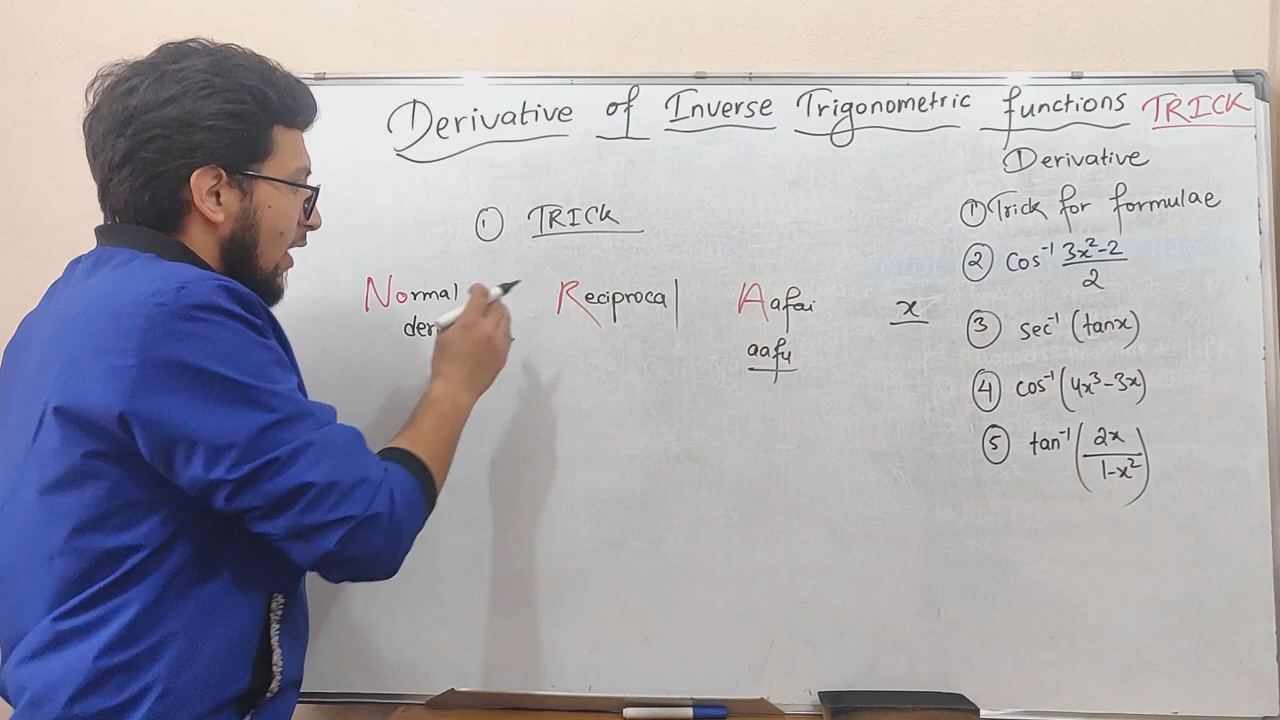 Derivative of Inverse Trigonometric functions TRICK
Derivative
① TRICK
Normal Reciprocal Aafai x
aafu
① Trick for formulae
② Cos⁻¹ 3x²-2
2
③ sec⁻¹ (tanx)
④ cos⁻¹ (4x³-3x)
⑤ tan⁻¹ (2x
1-x²)